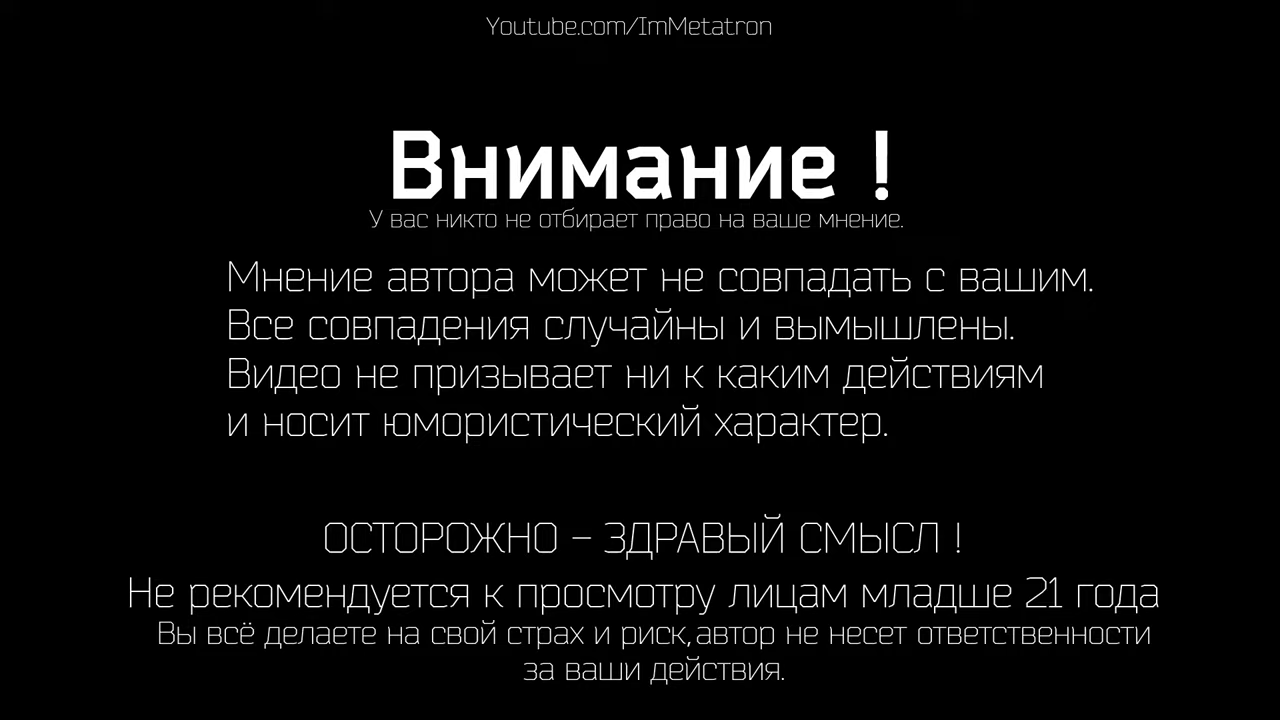 Youtube.com/ImMetatron
Внимание !
У вас никто не отбирает право на ваше мнение.
Мнение автора может не совпадать с вашим.
Все совпадения случайны и вымышлены.
Видео не призывает ни к каким действиям
и носит юмористический характер.
ОСТОРОЖНО – ЗДРАВЫЙ СМЫСЛ !
Не рекомендуется к просмотру лицам младше 21 года
Вы всё делаете на свой страх и риск,автор не несет ответственности
за ваши действия.